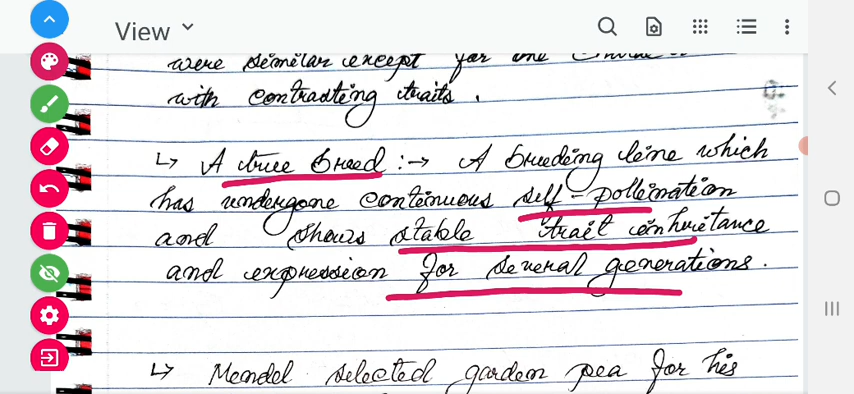 View
were similar except for one
with contrasting traits.
↳ A true breed :→ A breeding line which
has undergone continuous self-pollination
and shows stable trait inheritance
and expression for several generations.
↳ Mendel selected garden pea for his